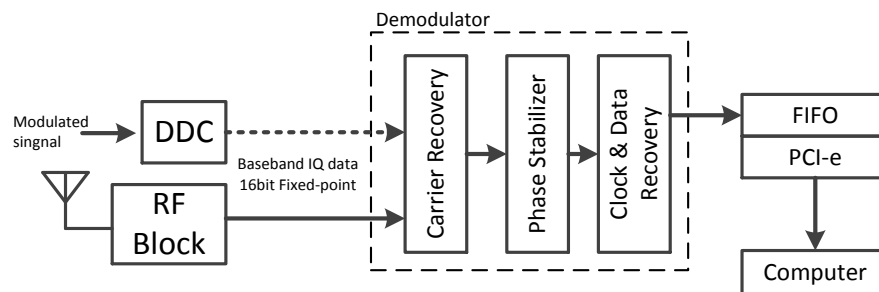 Demodulator
Modulated
singnal
DDC
Baseband IQ data
16bit Fixed-point
RF
Block
Carrier Recovery
Phase Stabilizer
Clock & Data
Recovery
FIFO
PCI-e
Computer